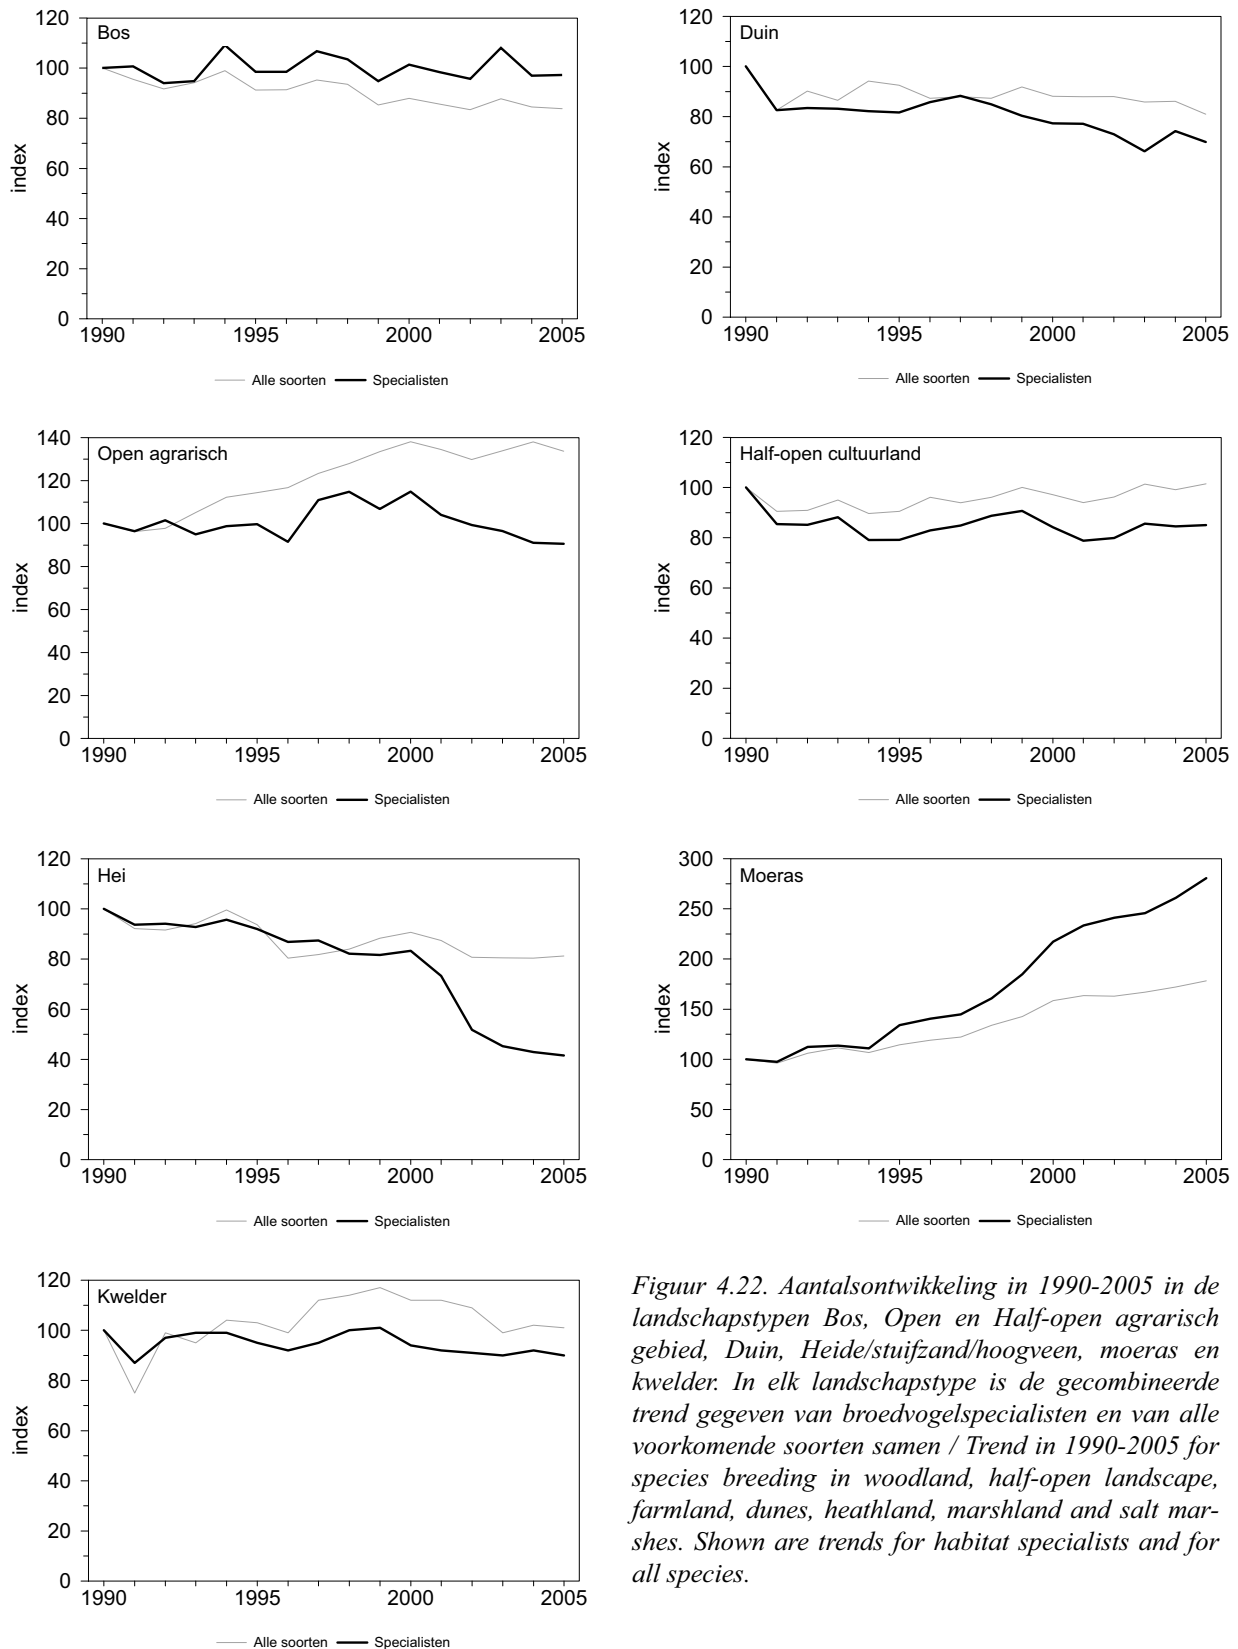 Bos
index
120
100
80
60
40
20
0
1990 1995 2000 2005
Alle soorten Specialisten
Duin
index
120
100
80
60
40
20
0
1990 1995 2000 2005
Alle soorten Specialisten
Open agrarisch
index
140
120
100
80
60
40
20
0
1990 1995 2000 2005
Alle soorten Specialisten
Half-open cultuurland
index
120
100
80
60
40
20
0
1990 1995 2000 2005
Alle soorten Specialisten
Hei
index
120
100
80
60
40
20
0
1990 1995 2000 2005
Alle soorten Specialisten
Moeras
index
300
250
200
150
100
50
0
1990 1995 2000 2005
Alle soorten Specialisten
Kwelder
index
120
100
80
60
40
20
0
1990 1995 2000 2005
Alle soorten Specialisten
Figuur 4.22. Aantalsontwikkeling in 1990-2005 in de
landschapstypen Bos, Open en Half-open agrarisch
gebied, Duin, Heide/stuifzand/hoogveen, moeras en
kwelder. In elk landschapstype is de gecombineerde
trend gegeven van broedvogelspecialisten en van alle
voorkomende soorten samen / Trend in 1990-2005 for
species breeding in woodland, half-open landscape,
farmland, dunes, heathland, marshland and salt mar-
shes. Shown are trends for habitat specialists and for
all species.